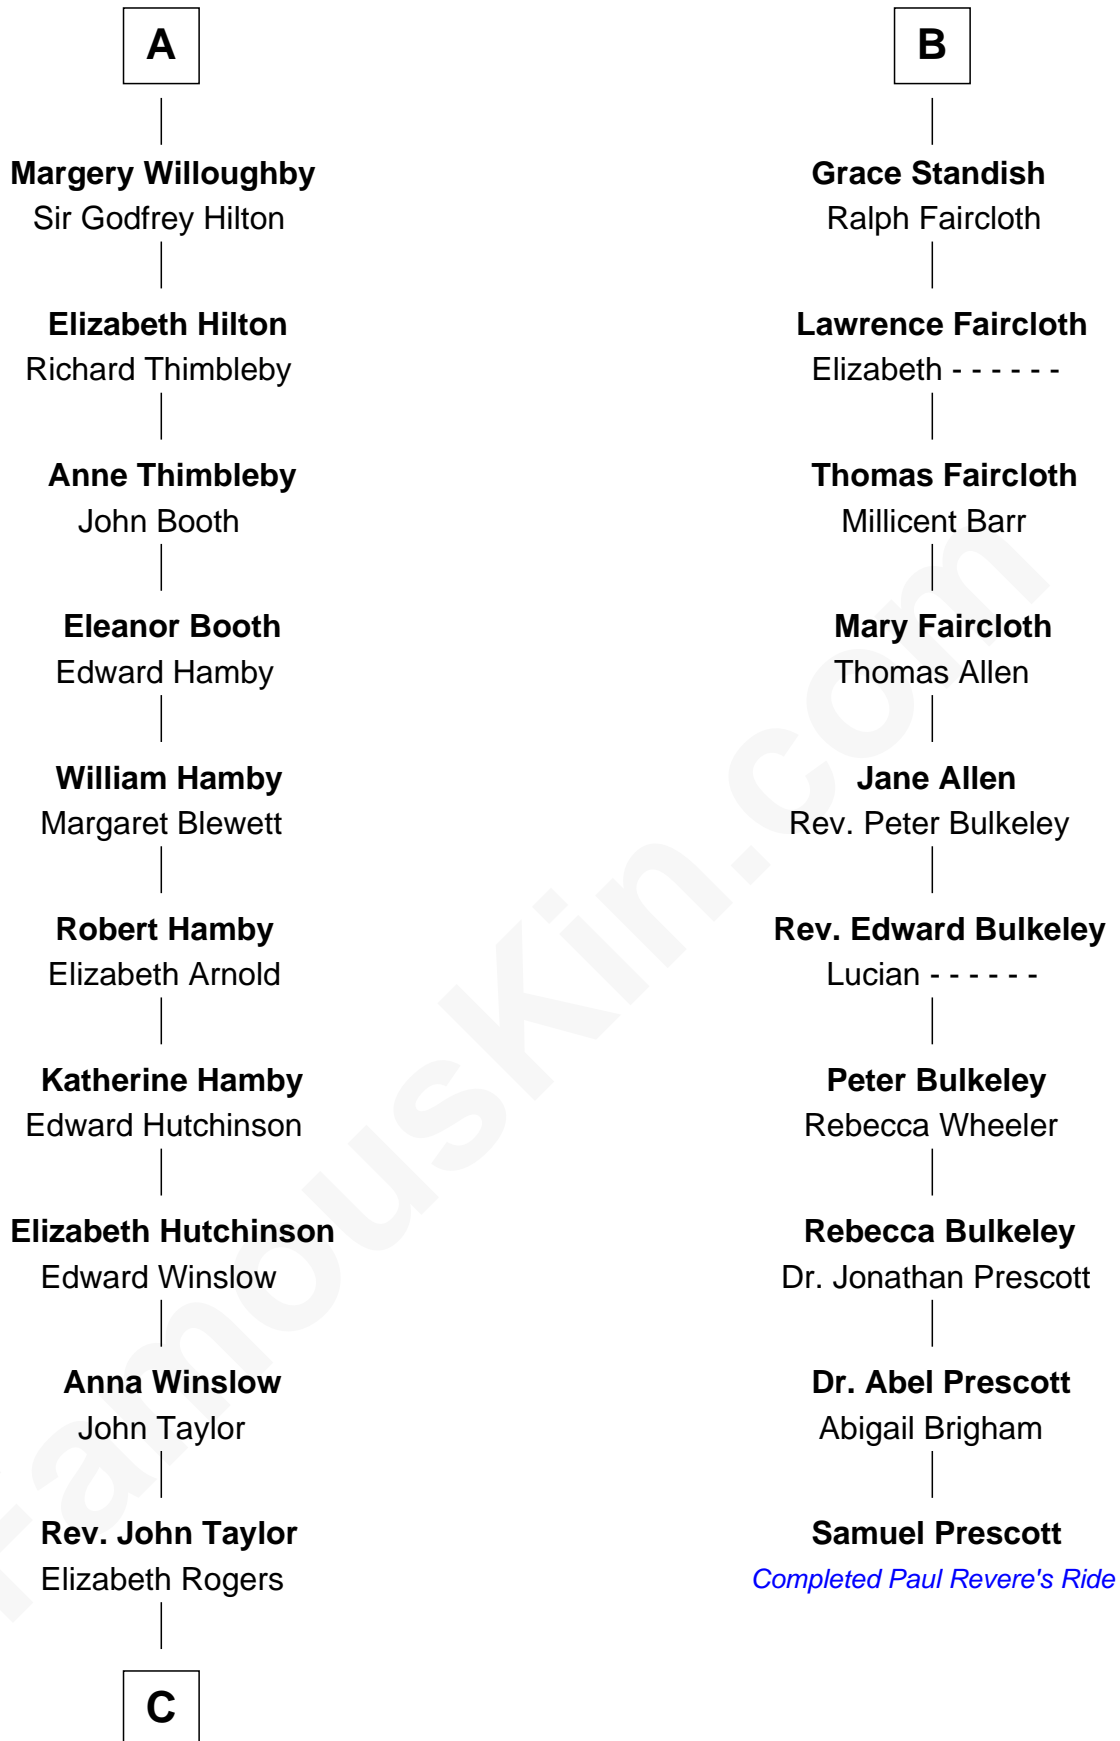 A
Margery Willoughby
Sir Godfrey Hilton
Elizabeth Hilton
Richard Thimbleby
Anne Thimbleby
John Booth
Eleanor Booth
Edward Hamby
William Hamby
Margaret Blewett
Robert Hamby
Elizabeth Arnold
Katherine Hamby
Edward Hutchinson
Elizabeth Hutchinson
Edward Winslow
Anna Winslow
John Taylor
Rev. John Taylor
Elizabeth Rogers
C
B
Grace Standish
Ralph Faircloth
Lawrence Faircloth
Elizabeth - - - - - -
Thomas Faircloth
Millicent Barr
Mary Faircloth
Thomas Allen
Jane Allen
Rev. Peter Bulkeley
Rev. Edward Bulkeley
Lucian - - - - - -
Peter Bulkeley
Rebecca Wheeler
Rebecca Bulkeley
Dr. Jonathan Prescott
Dr. Abel Prescott
Abigail Brigham
Samuel Prescott
Completed Paul Revere's Ride
FamousKin.com